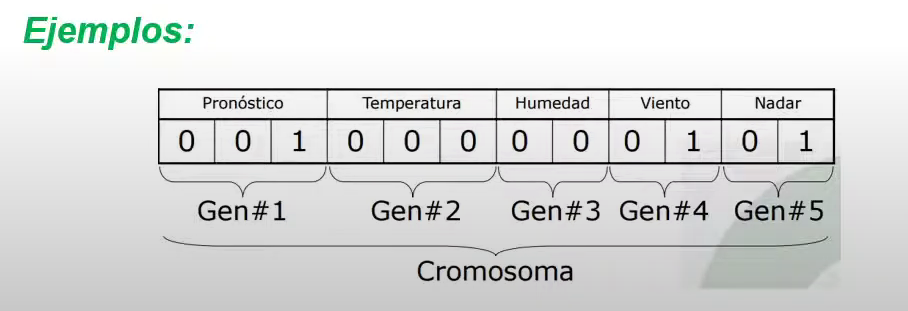 Ejemplos:
Pronóstico Temperatura Humedad Viento Nadar
0 0 1 0 0 0 0 0 0 1 0 1
Gen#1 Gen#2 Gen#3 Gen#4 Gen#5
Cromosoma